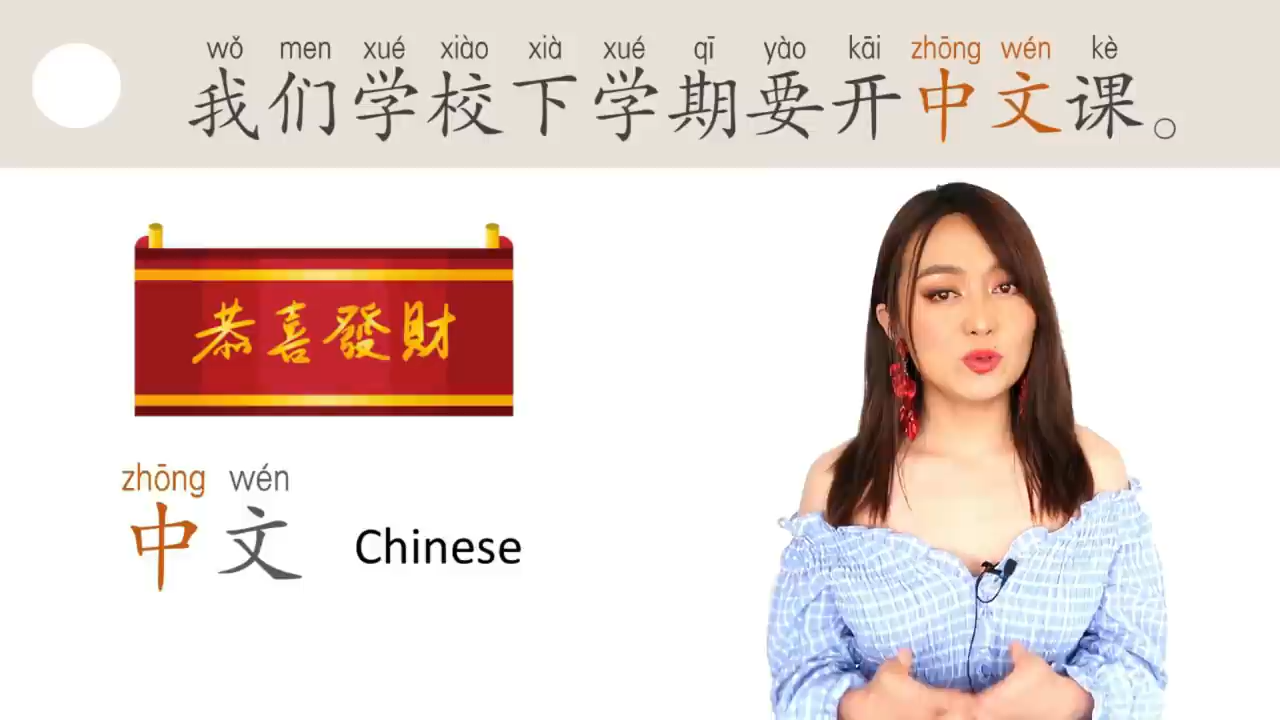 wǒ men xué xiào xià xué qī yào kāi zhōng wén kè
我们学校下学期要开中文课。
恭喜發財
zhōng wén
中文 Chinese